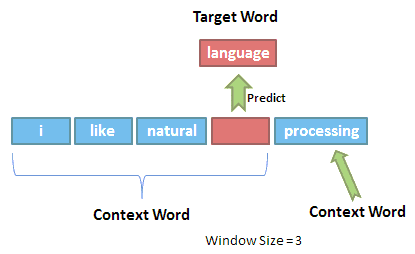 Target Word
language
Predict
i like natural processing
Context Word
Context Word
Window Size = 3